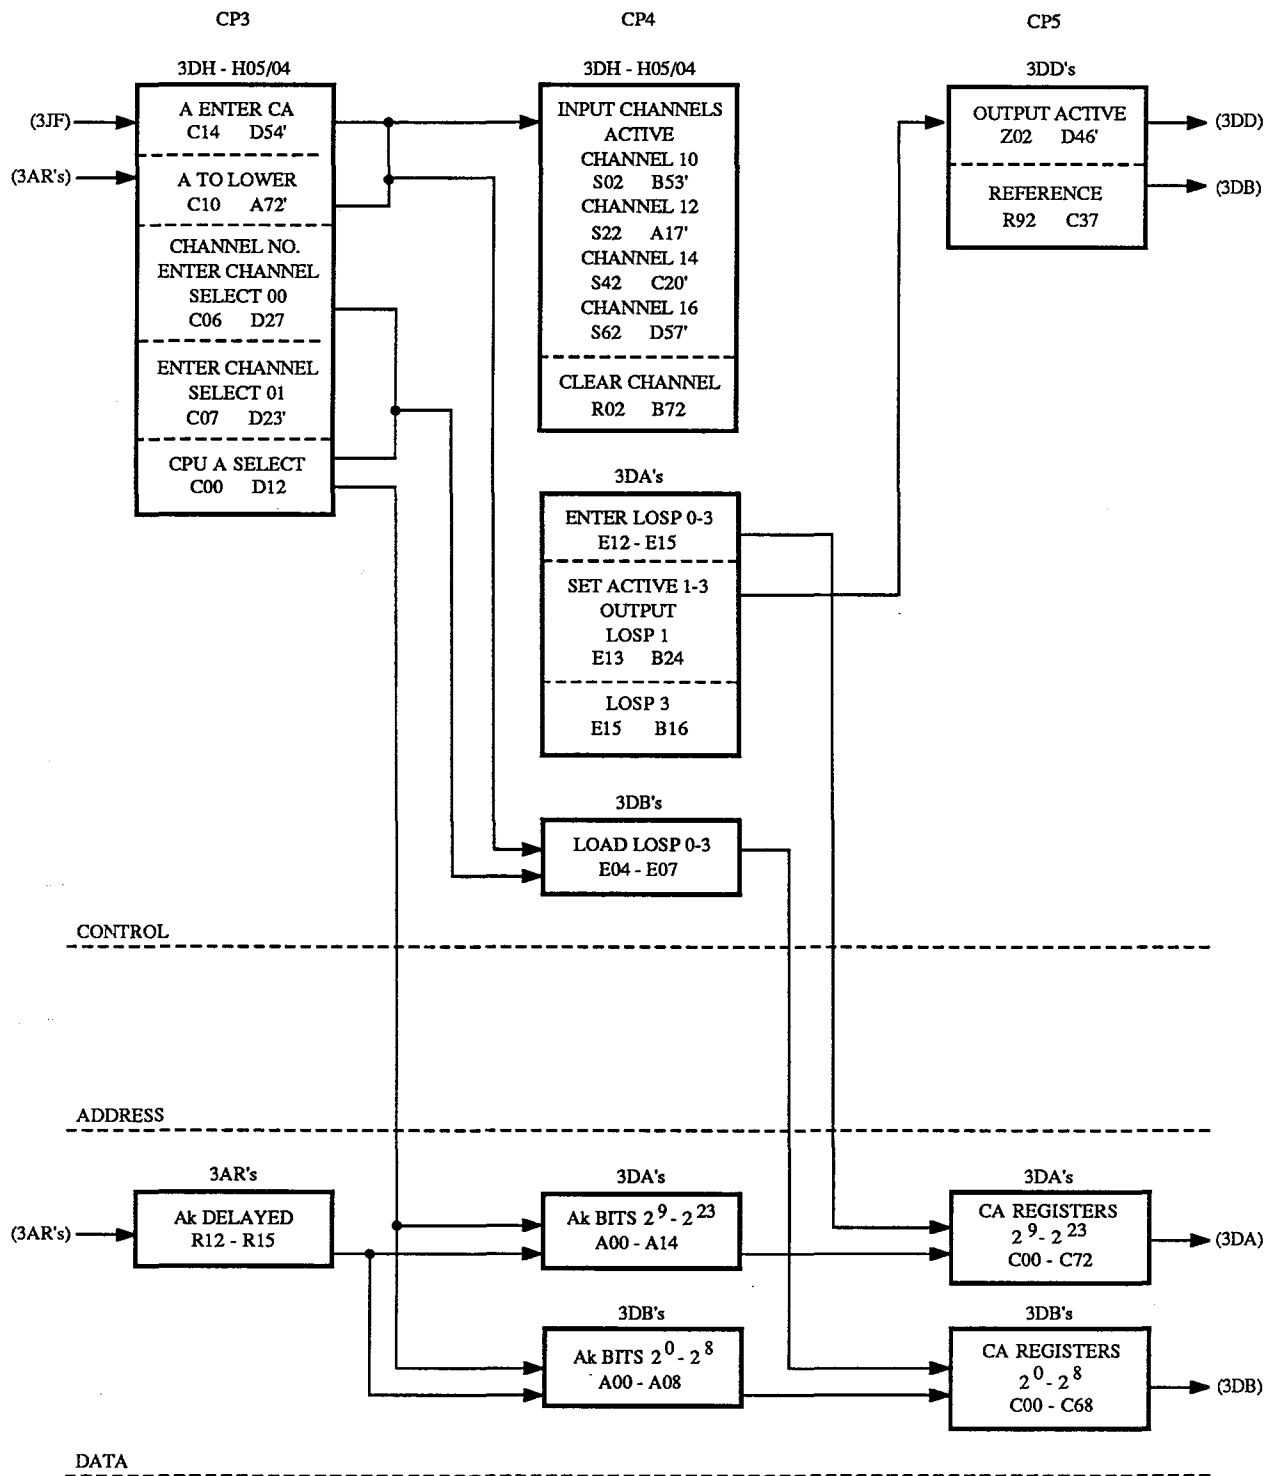 CP3
CP4
CP5
3DH - H05/04
3DH - H05/04
3DD's
(3JF)
(3AR's)
A ENTER CA
C14 D54'
A TO LOWER
C10 A72'
CHANNEL NO.
ENTER CHANNEL
SELECT 00
C06 D27
ENTER CHANNEL
SELECT 01
C07 D23'
CPU A SELECT
C00 D12
INPUT CHANNELS
ACTIVE
CHANNEL 10
S02 B53'
CHANNEL 12
S22 A17'
CHANNEL 14
S42 C20'
CHANNEL 16
S62 D57'
CLEAR CHANNEL
R02 B72
OUTPUT ACTIVE
Z02 D46'
REFERENCE
R92 C37
(3DD)
(3DB)
3DA's
ENTER LOSP 0-3
E12 - E15
SET ACTIVE 1-3
OUTPUT
LOSP 1
E13 B24
LOSP 3
E15 B16
3DB's
LOAD LOSP 0-3
E04 - E07
CONTROL
ADDRESS
3AR's
(3AR's)
Ak DELAYED
R12 - R15
3DA's
Ak BITS 2^9 - 2^23
A00 - A14
3DA's
CA REGISTERS
2^9 - 2^23
C00 - C72
(3DA)
3DB's
Ak BITS 2^0 - 2^8
A00 - A08
3DB's
CA REGISTERS
2^0 - 2^8
C00 - C68
(3DB)
DATA